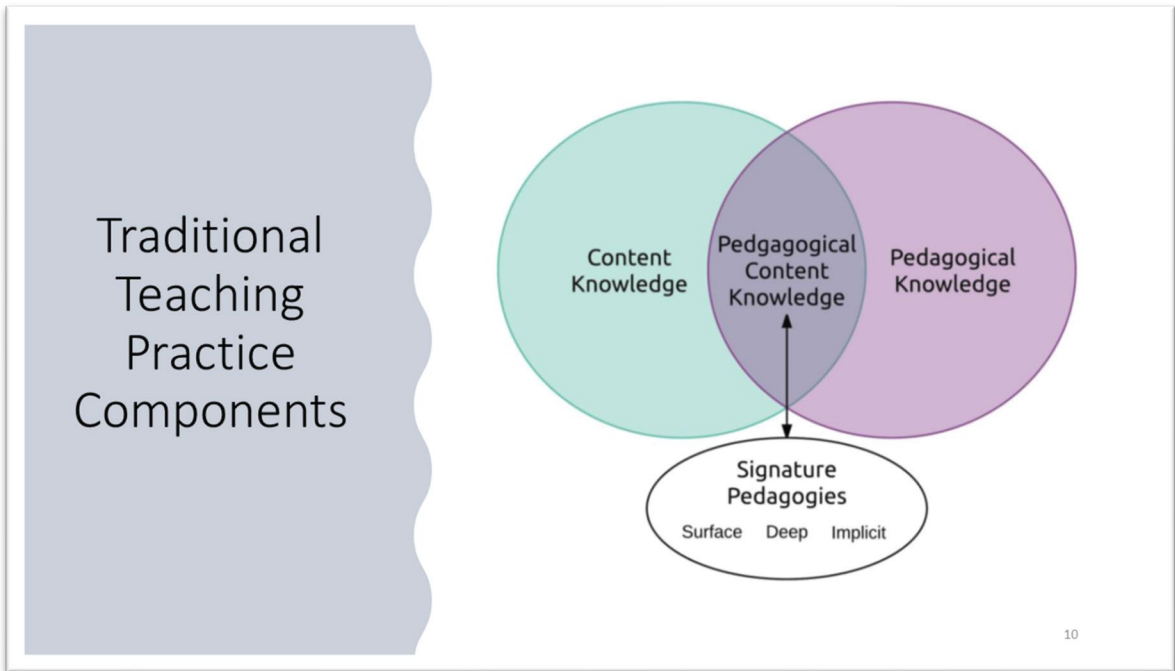 Traditional
Teaching
Practice
Components
Content
Knowledge
Pedgagogical
Content
Knowledge
Pedagogical
Knowledge
Signature
Pedagogies
Surface Deep Implicit
10